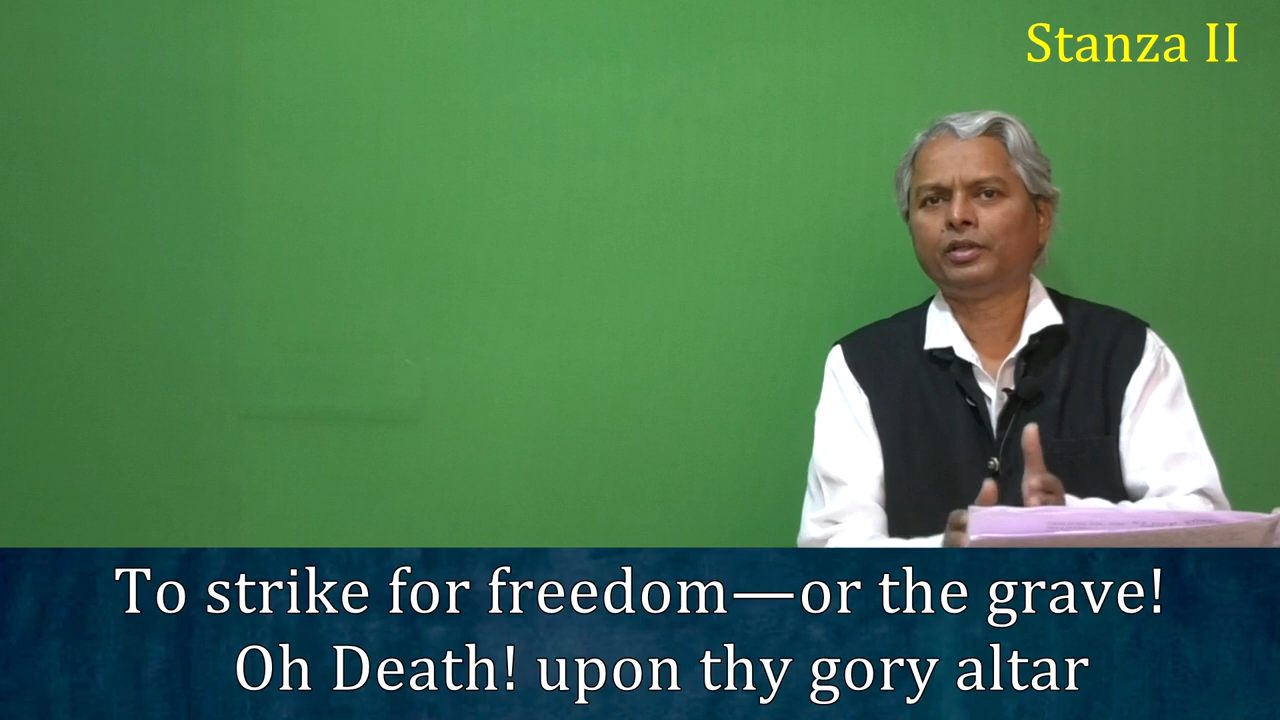 Stanza II
To strike for freedom—or the grave!
Oh Death! upon thy gory altar